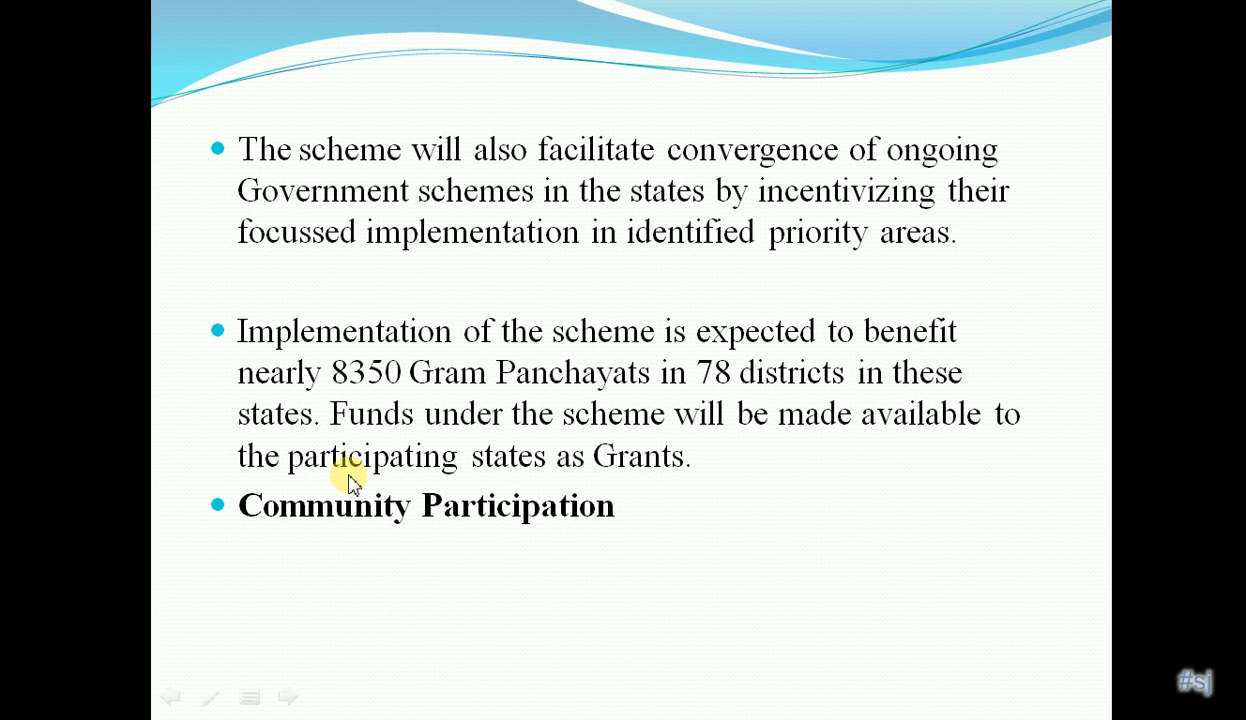 The scheme will also facilitate convergence of ongoing
Government schemes in the states by incentivizing their
focussed implementation in identified priority areas.
Implementation of the scheme is expected to benefit
nearly 8350 Gram Panchayats in 78 districts in these
states. Funds under the scheme will be made available to
the participating states as Grants.
Community Participation
#sj